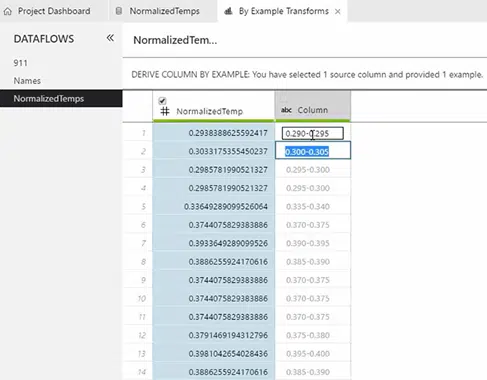 Project Dashboard NormalizedTemps By Example Transforms ×
DATAFLOWS «
NormalizedTem...
911
Names
NormalizedTemps
DERIVE COLUMN BY EXAMPLE: You have selected 1 source column and provided 1 example.
# NormalizedTemp abc Column
1 0.2938388625592417 0.290-0.295
2 0.3033175355450237 0.300-0.305
3 0.2985781990521327 0.295-0.300
4 0.2985781990521327 0.295-0.300
5 0.33649289099526064 0.335-0.340
6 0.3744075829383886 0.370-0.375
7 0.3933649289099526 0.390-0.395
8 0.3886255924170616 0.385-0.390
9 0.3744075829383886 0.370-0.375
10 0.3744075829383886 0.370-0.375
11 0.3744075829383886 0.370-0.375
12 0.3791469194312796 0.375-0.380
13 0.3981042654028436 0.395-0.400
14 0.3886255924170616 0.385-0.390